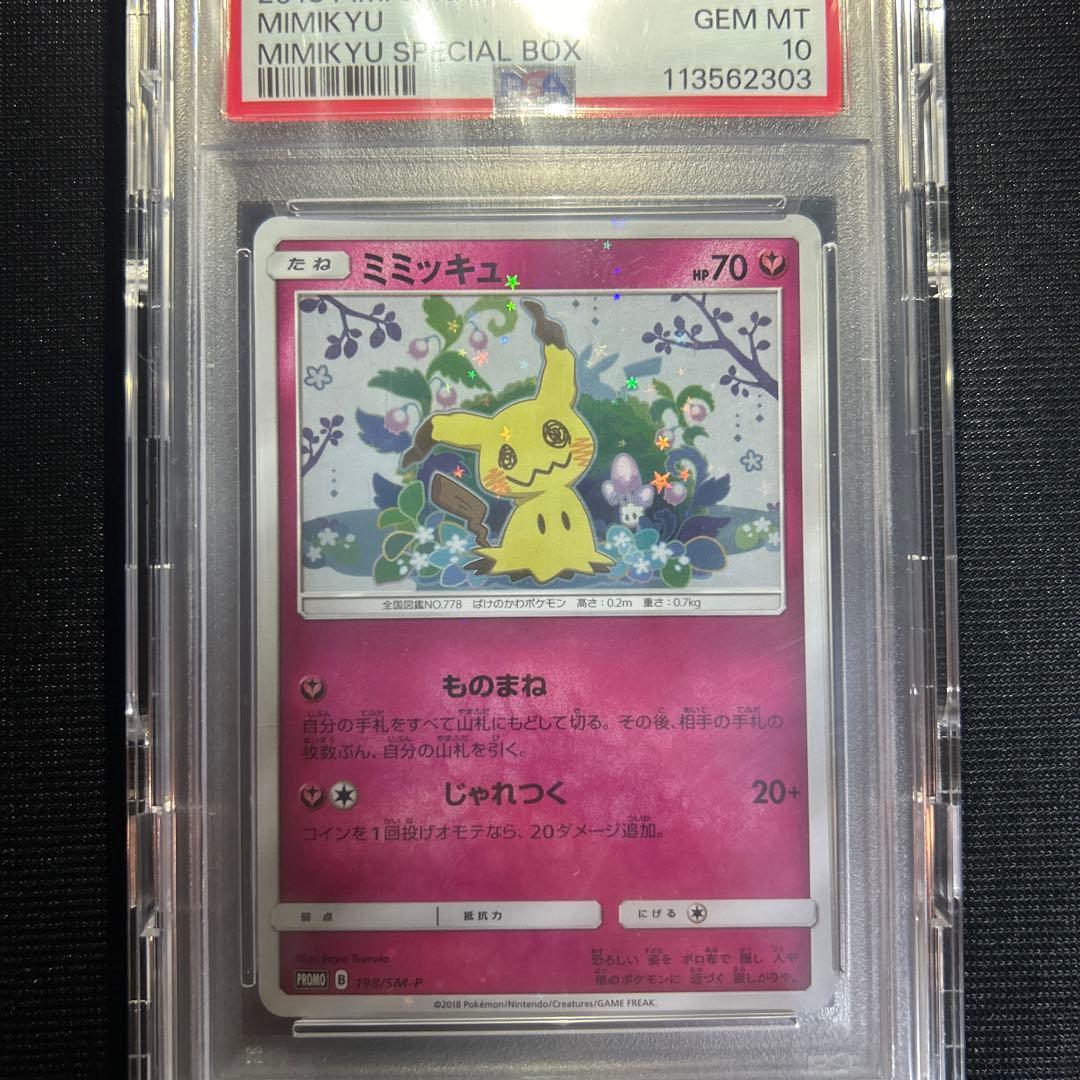 MIMIKYU
GEM MT
MIMIKYU SPECIAL BOX
10
PSA
113562303
たね
ミミッキュ
HP70
全国図鑑NO.778 ばけのかわポケモン 高さ:0.2m 重さ:0.7kg
ものまね
自分の手札をすべて山札にもどして切る。その後、相手の手札の
枚数ぶん、自分の山札を引く。
じゃれつく
20+
コインを1回投げオモテなら、20ダメージ追加。
弱点
抵抗力
にげる
Illus. Sayo Tsurula
恐ろしい 姿を ボロ布で 隠し 人や
他のポケモンに 近づく 寂しがりや。
PROMO B 198/SM-P
©2018 Pokémon/Nintendo/Creatures/GAME FREAK.